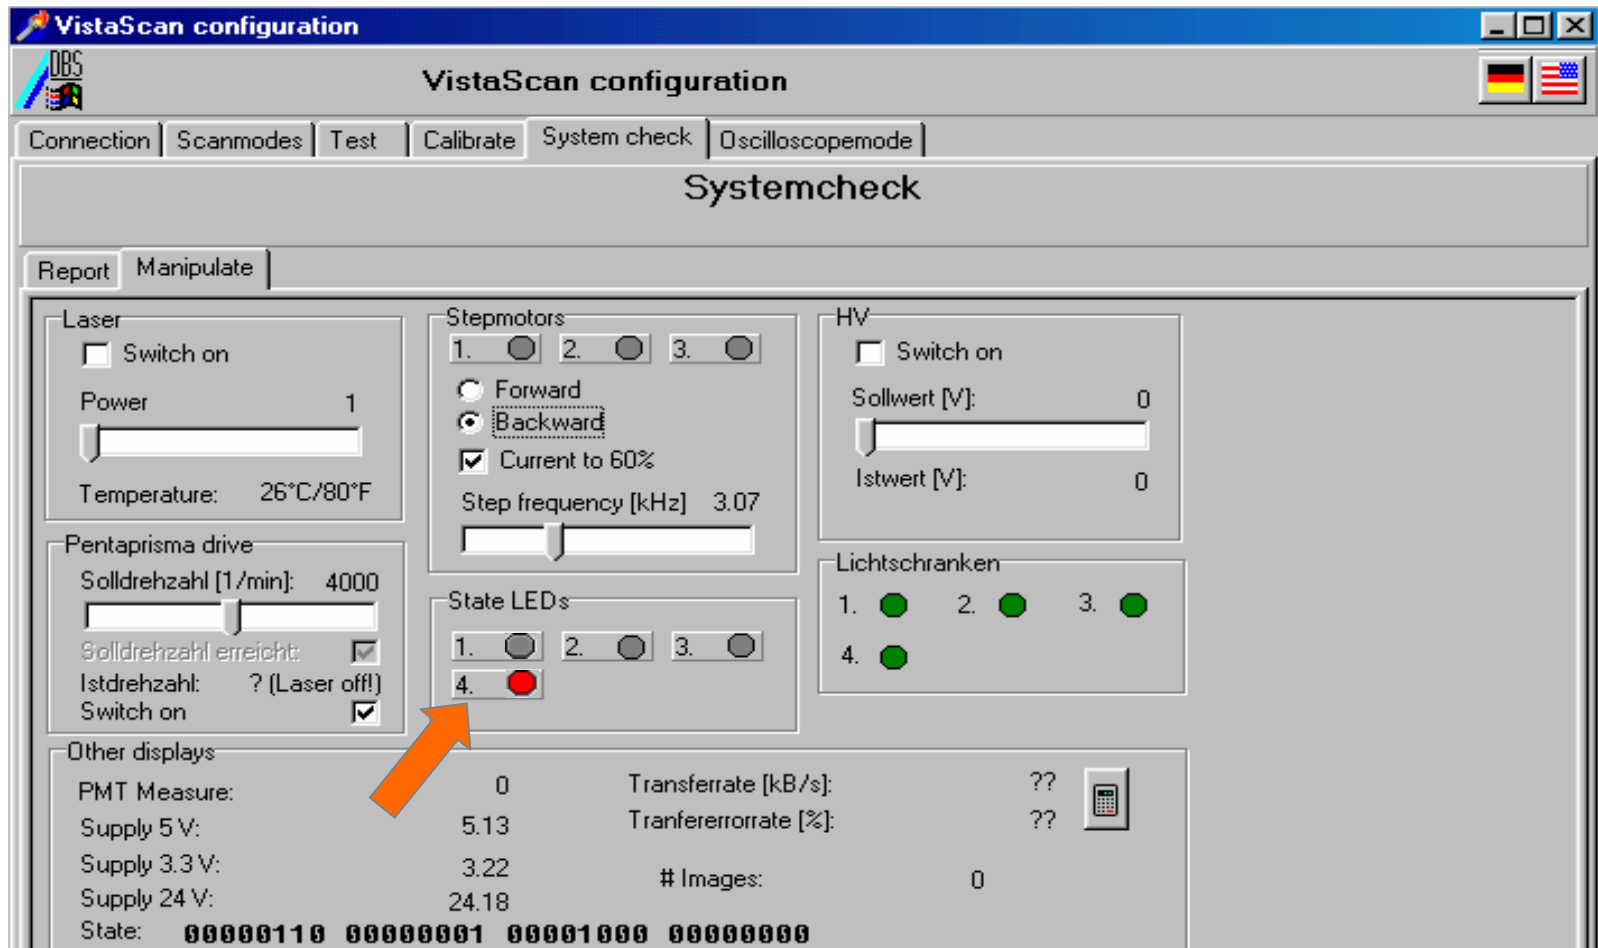 VistaScan configuration
DBS
VistaScan configuration
Connection Scanmodes Test Calibrate System check Oscilloscopemode
Systemcheck
Report Manipulate
Laser
Switch on
Power 1
Temperature: 26°C/80°F
Pentaprisma drive
Solldrehzahl [1/min]: 4000
Solldrehzahl erreicht:
Istdrehzahl: ? (Laser off!)
Switch on
Stepmotors
1. 2. 3.
Forward
Backward
Current to 60%
Step frequency [kHz] 3.07
State LEDs
1. 2. 3.
4.
HV
Switch on
Sollwert [V]: 0
Istwert [V]: 0
Lichtschranken
1. 2. 3.
4.
Other displays
PMT Measure: 0
Supply 5 V: 5.13
Supply 3.3 V: 3.22
Supply 24 V: 24.18
State: 00000110 00000001 00001000 00000000
Transferrate [kB/s]: ??
Tranfererrorrate [%]: ??
# Images: 0